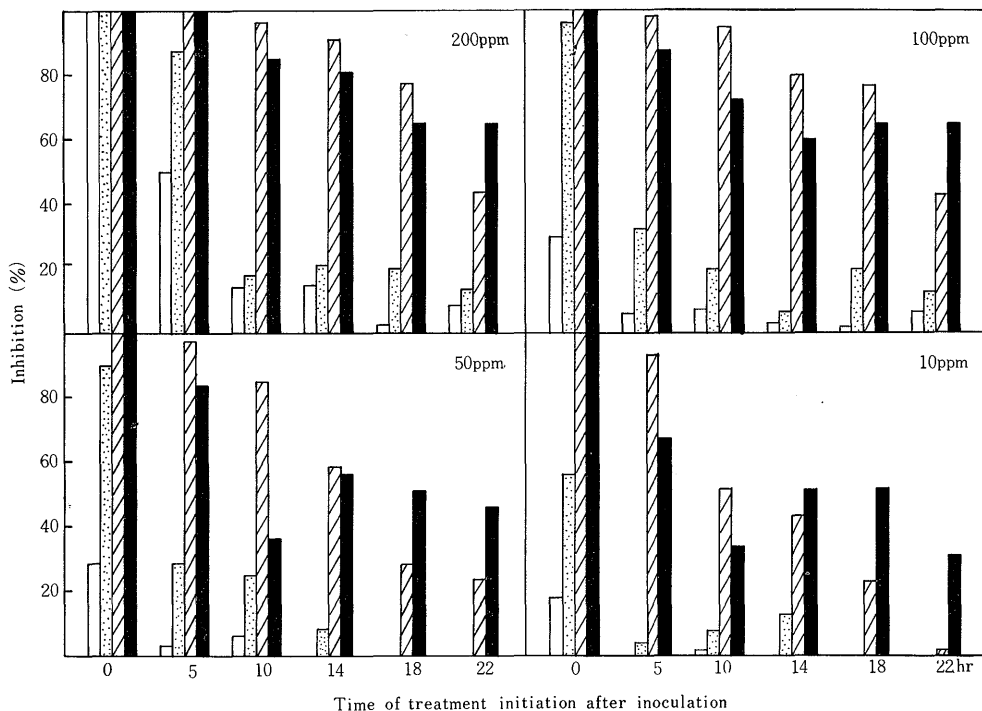 200ppm
100ppm
80
60
40
20
50ppm
10ppm
80
60
40
20
Inhibition (%)
0 5 10 14 18 22 0 5 10 14 18 22hr
Time of treatment initiation after inoculation